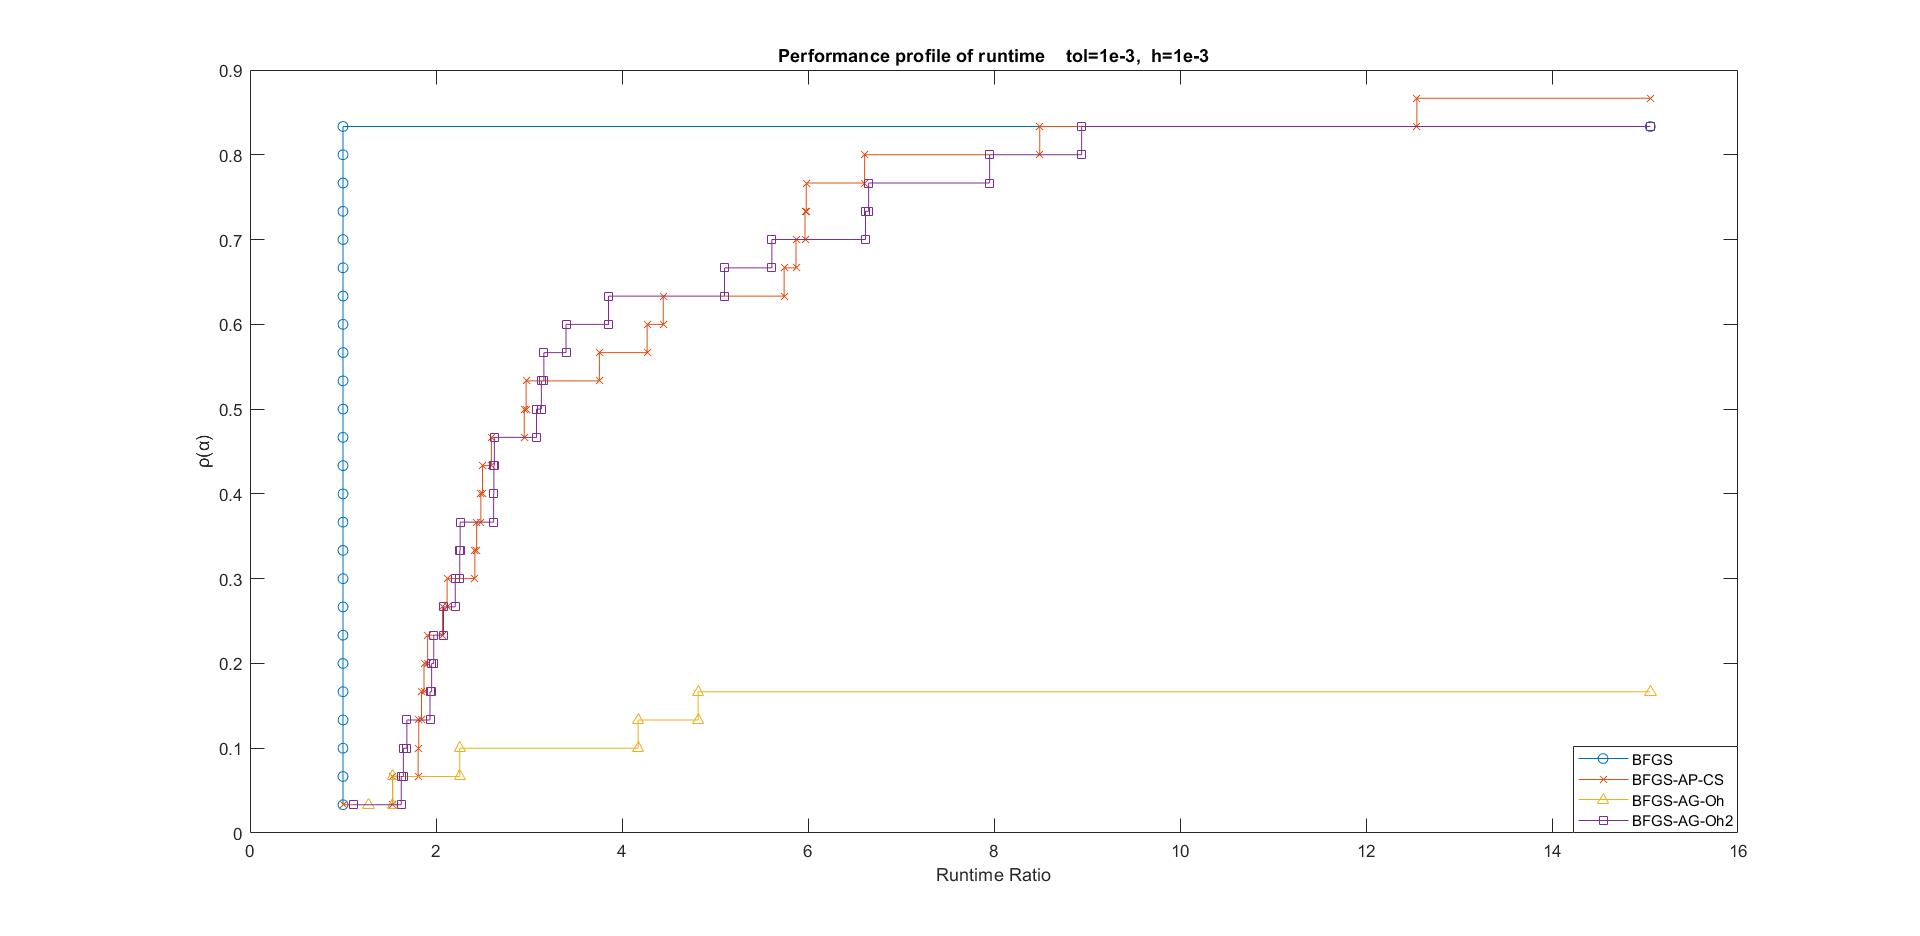 Performance profile of runtime tol=1e-3, h=1e-3
0.9
0.8
0.7
0.6
0.5
0.4
0.3
0.2
0.1
0
ρ(α)
0 2 4 6 8 10 12 14 16
Runtime Ratio
BFGS
BFGS-AP-CS
BFGS-AG-Oh
BFGS-AG-Oh2